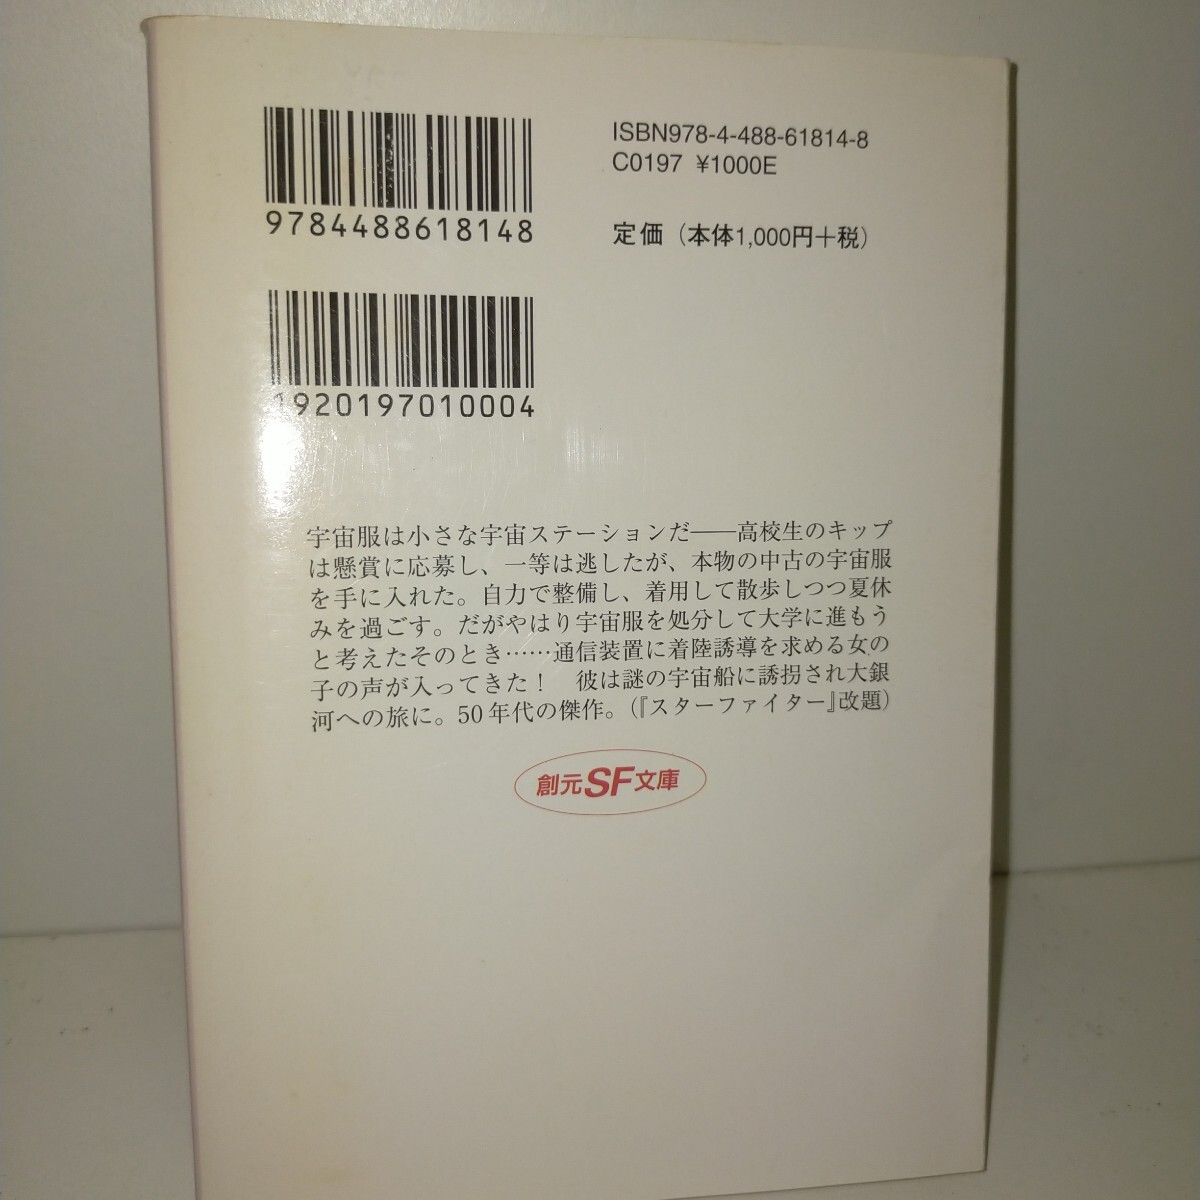 ISBN978-4-488-61814-8
C0197 ¥1000E
9784488618148
定価（本体1,000円＋税）
1920197010004
宇宙服は小さな宇宙ステーションだ――高校生のキップ
は懸賞に応募し、一等は逃したが、本物の中古の宇宙服
を手に入れた。自力で整備し、着用して散歩しつつ夏休
みを過ごす。だがやはり宇宙服を処分して大学に進もう
と考えたそのとき……通信装置に着陸誘導を求める女の
子の声が入ってきた！　彼は謎の宇宙船に誘拐され大銀
河への旅に。50年代の傑作。（『スターファイター』改題）
創元SF文庫